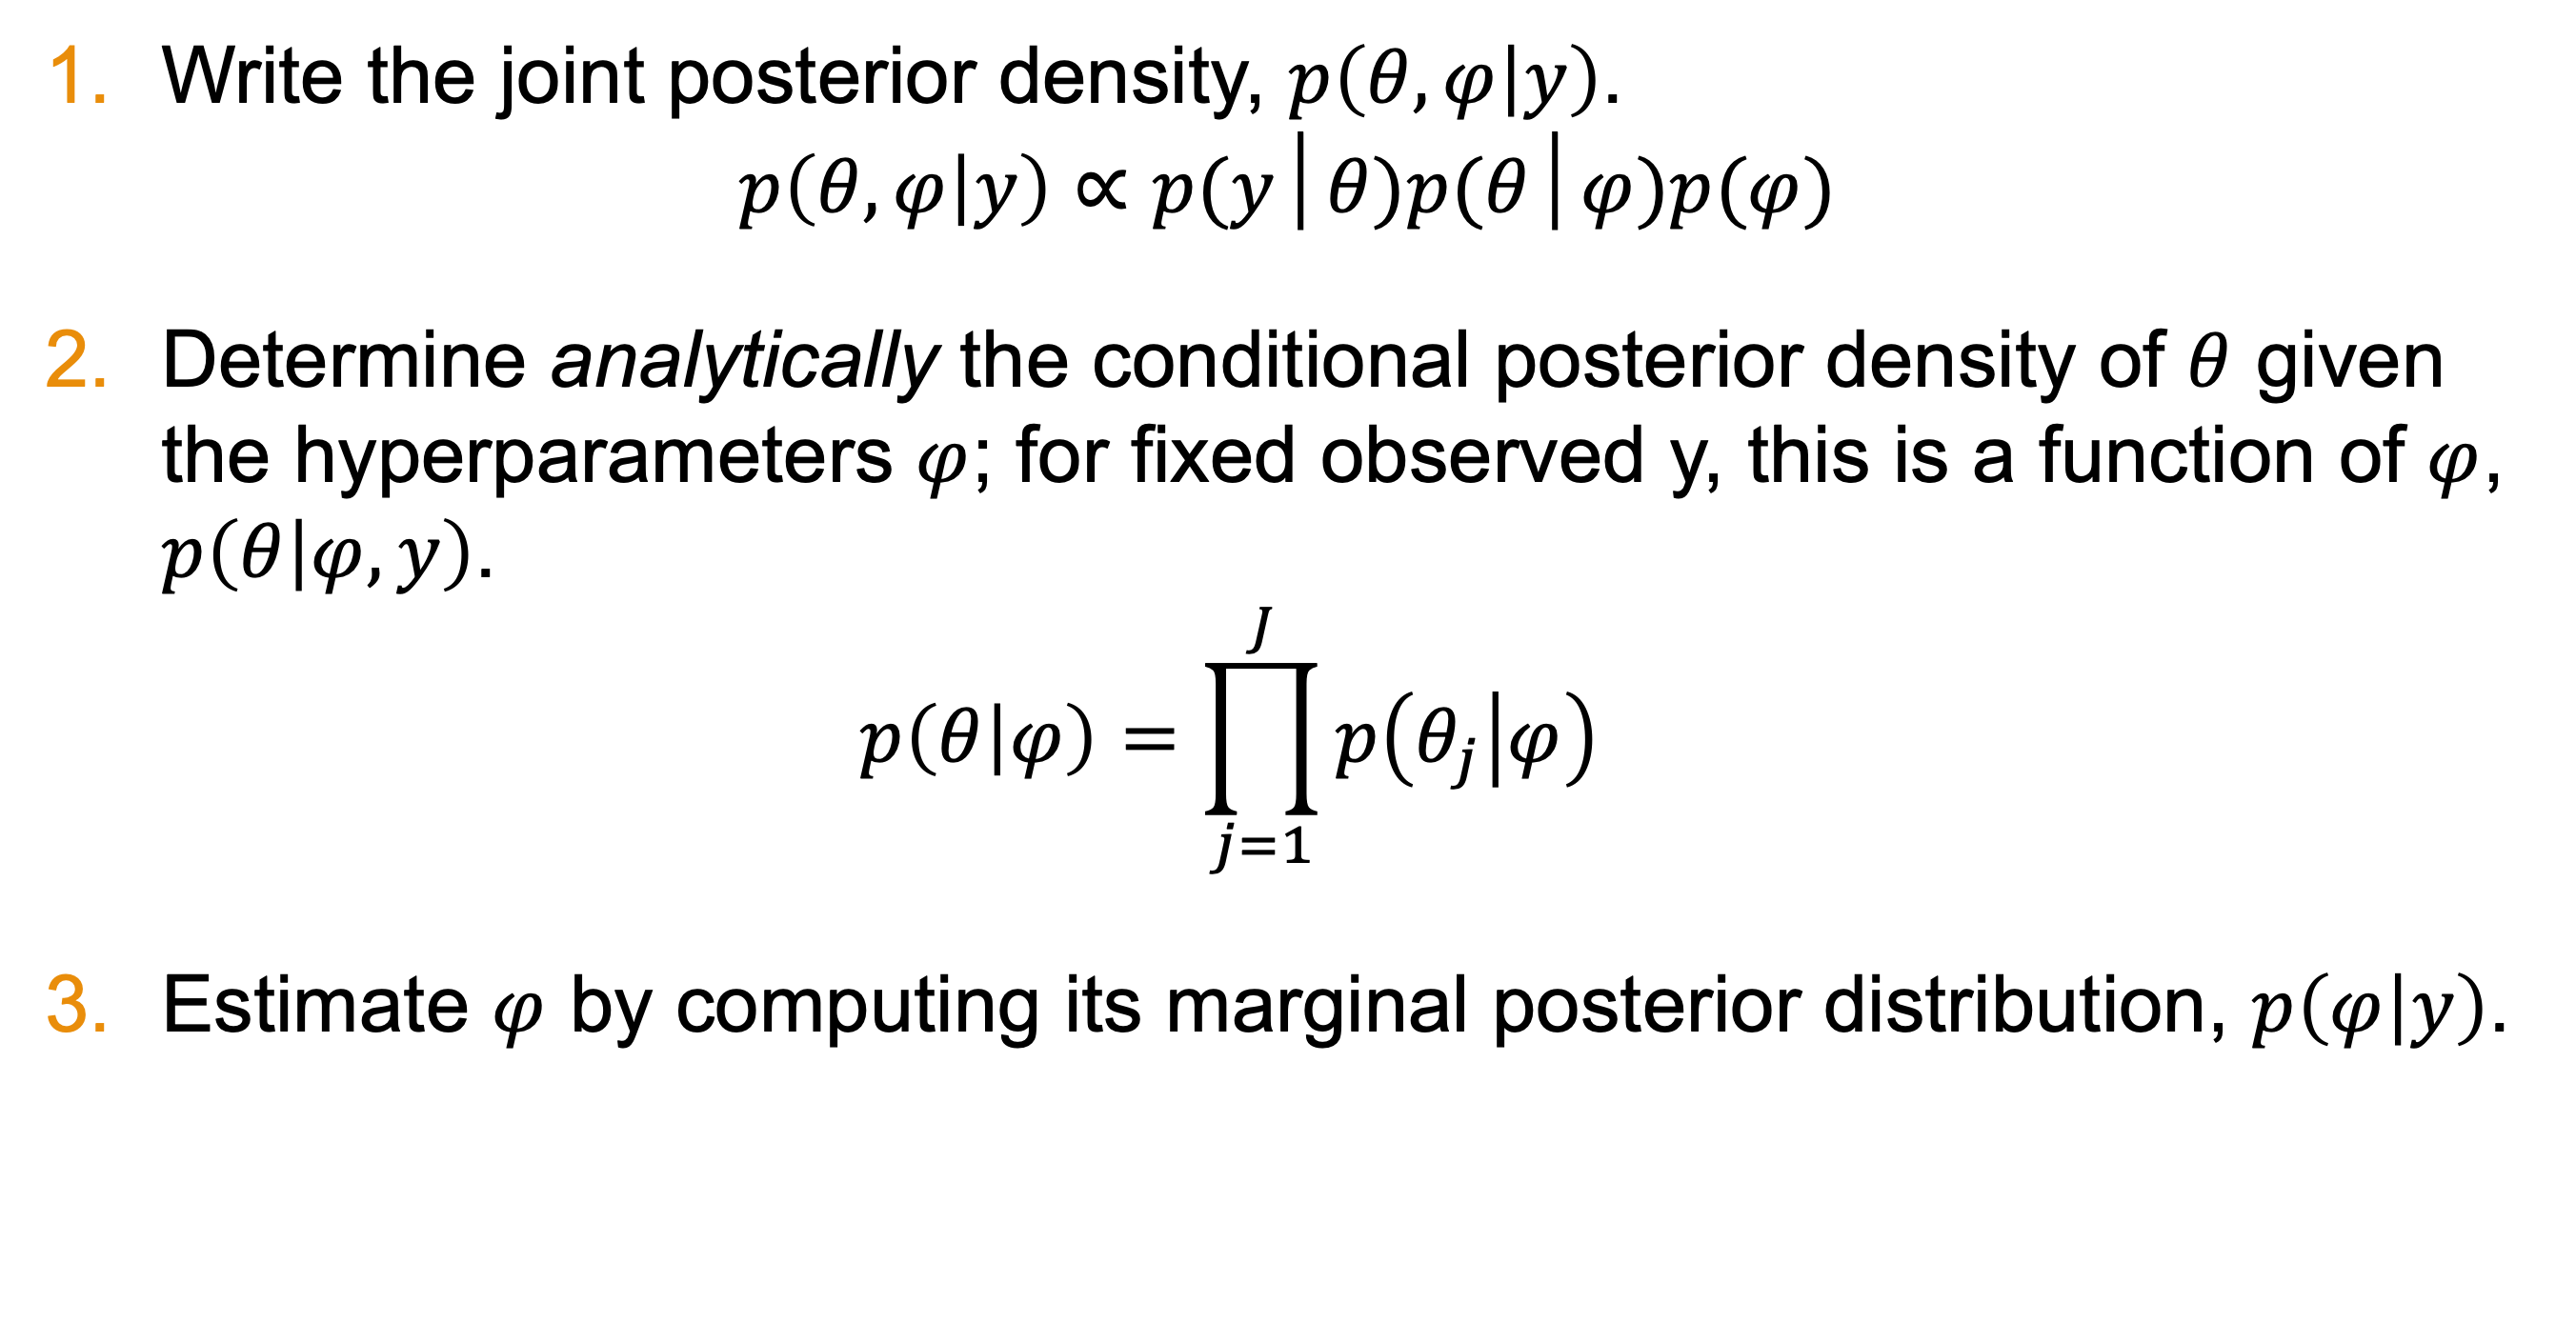 1. Write the joint posterior density, p(θ, φ|y).
p(θ, φ|y) ∝ p(y | θ)p(θ | φ)p(φ)
2. Determine analytically the conditional posterior density of θ given
the hyperparameters φ; for fixed observed y, this is a function of φ,
p(θ|φ, y).
J
p(θ|φ) = ∏ p(θⱼ|φ)
j=1
3. Estimate φ by computing its marginal posterior distribution, p(φ|y).